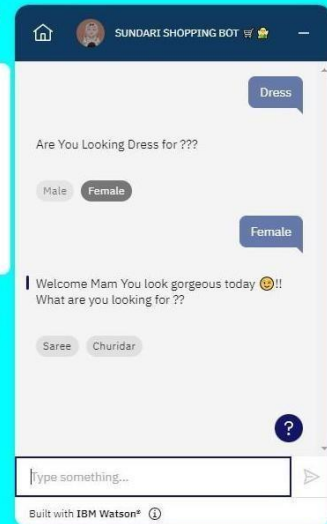 SUNDARI SHOPPING BOT 🛒 👷
Dress
Are You Looking Dress for ???
Male Female
Female
Welcome Mam You look gorgeous today 😉!!
What are you looking for ??
Saree Churidar
?
Type something...
Built with IBM Watson®